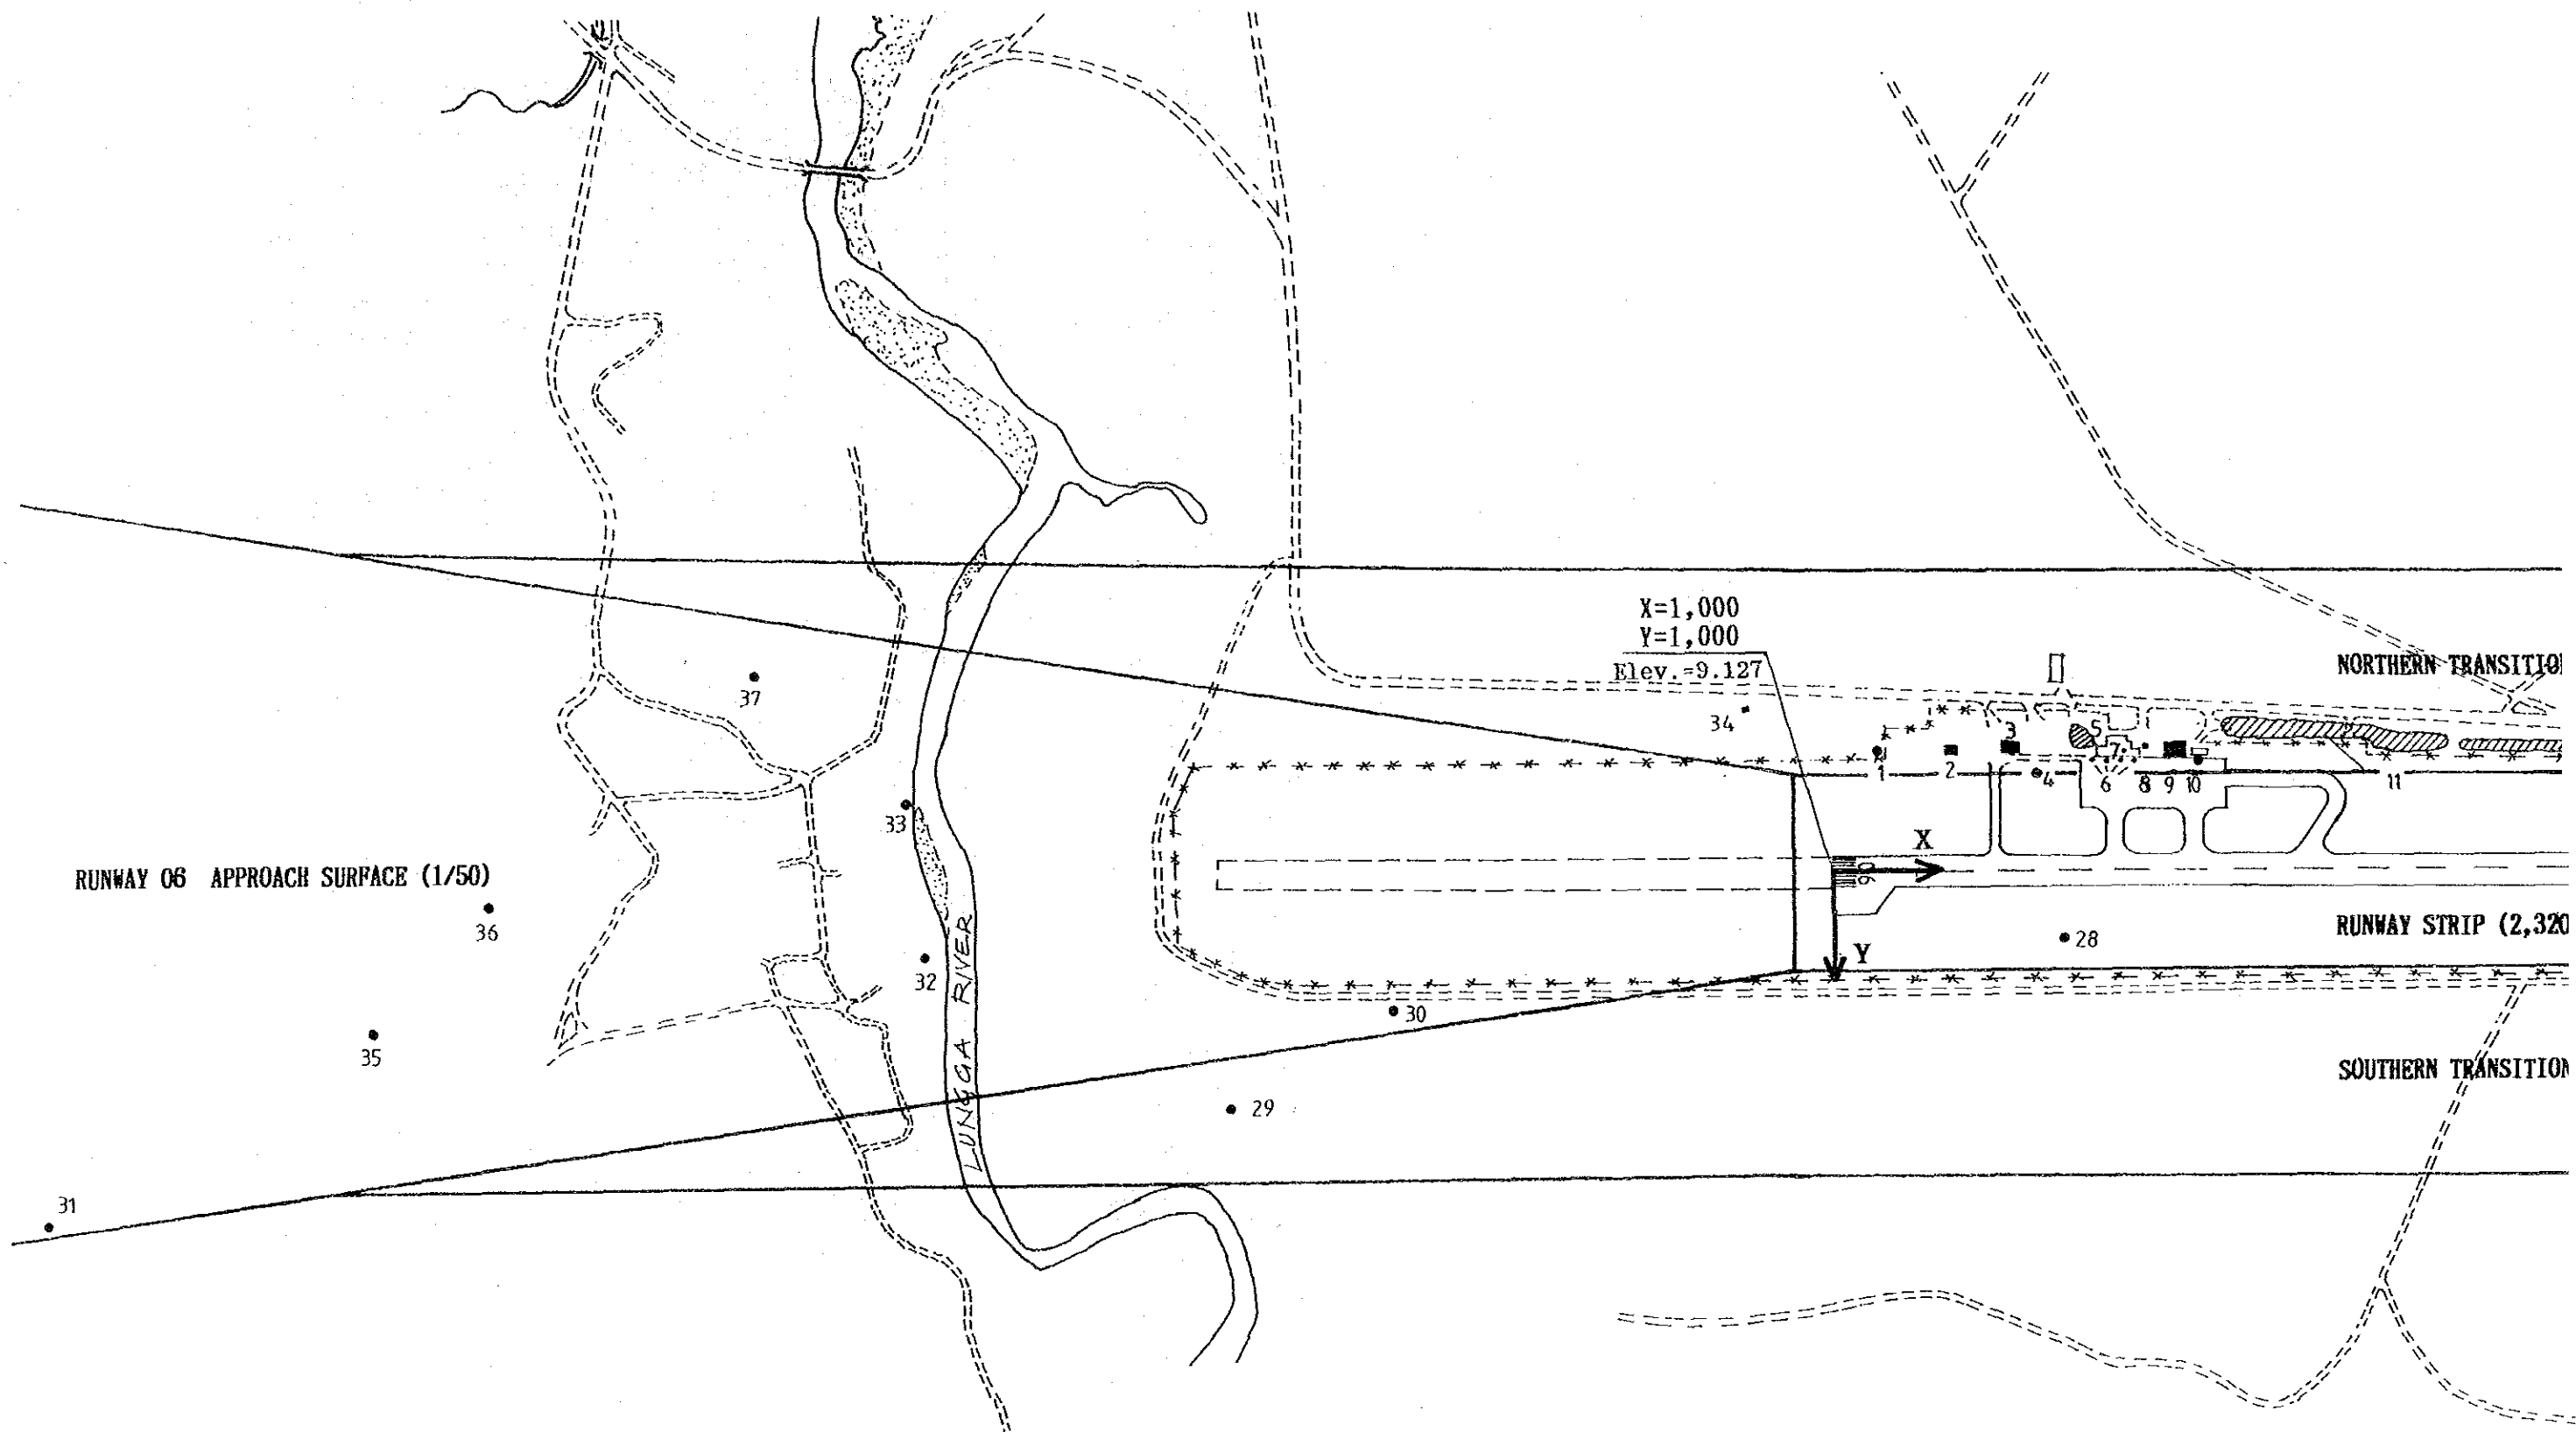 X=1,000
Y=1,000
Elev.=9.127
NORTHERN TRANSITIO
37
34
3
5
7
1
2
4
6
8
9
10
11
33
X
RUNWAY 06 APPROACH SURFACE (1/50)
06
36
RUNWAY STRIP (2,320
28
32
Y
LUNGGA RIVER
30
35
SOUTHERN TRANSITION
29
31